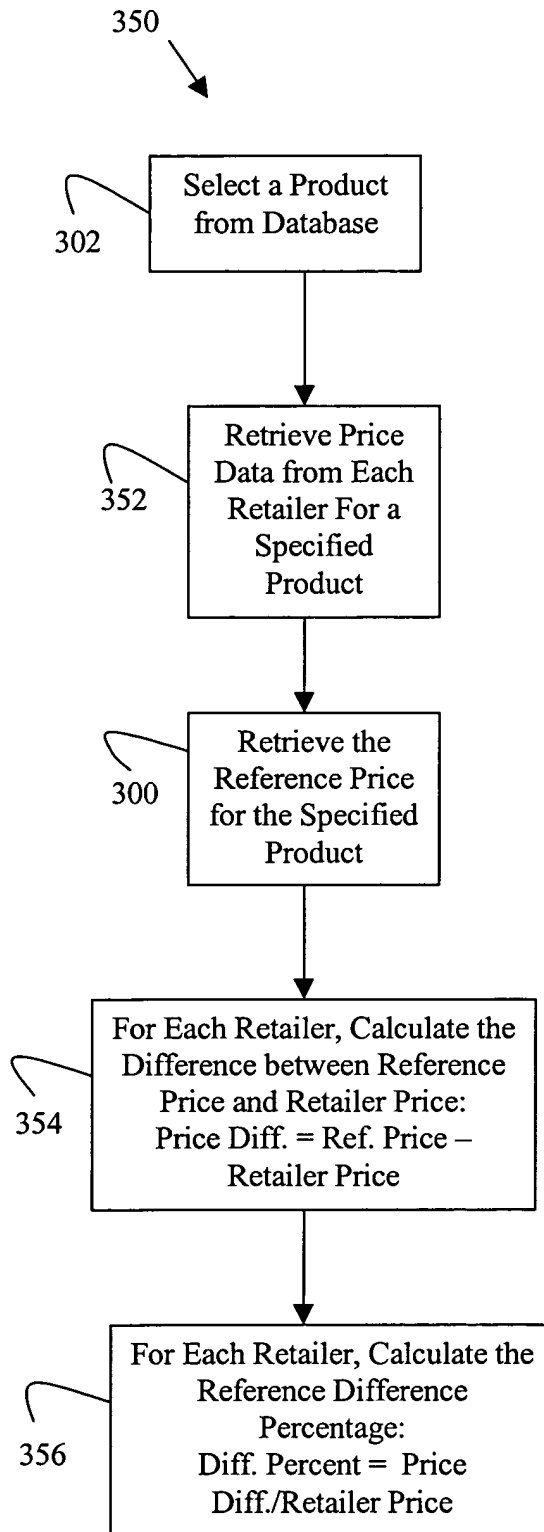 350
Select a Product
from Database
302
Retrieve Price
Data from Each
Retailer For a
Specified
Product
352
Retrieve the
Reference Price
for the Specified
Product
300
For Each Retailer, Calculate the
Difference between Reference
Price and Retailer Price:
Price Diff. = Ref. Price –
Retailer Price
354
For Each Retailer, Calculate the
Reference Difference
Percentage:
Diff. Percent = Price
Diff./Retailer Price
356